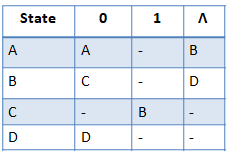 State 0 1 Λ
A A - B
B C - D
C - B -
D D - -